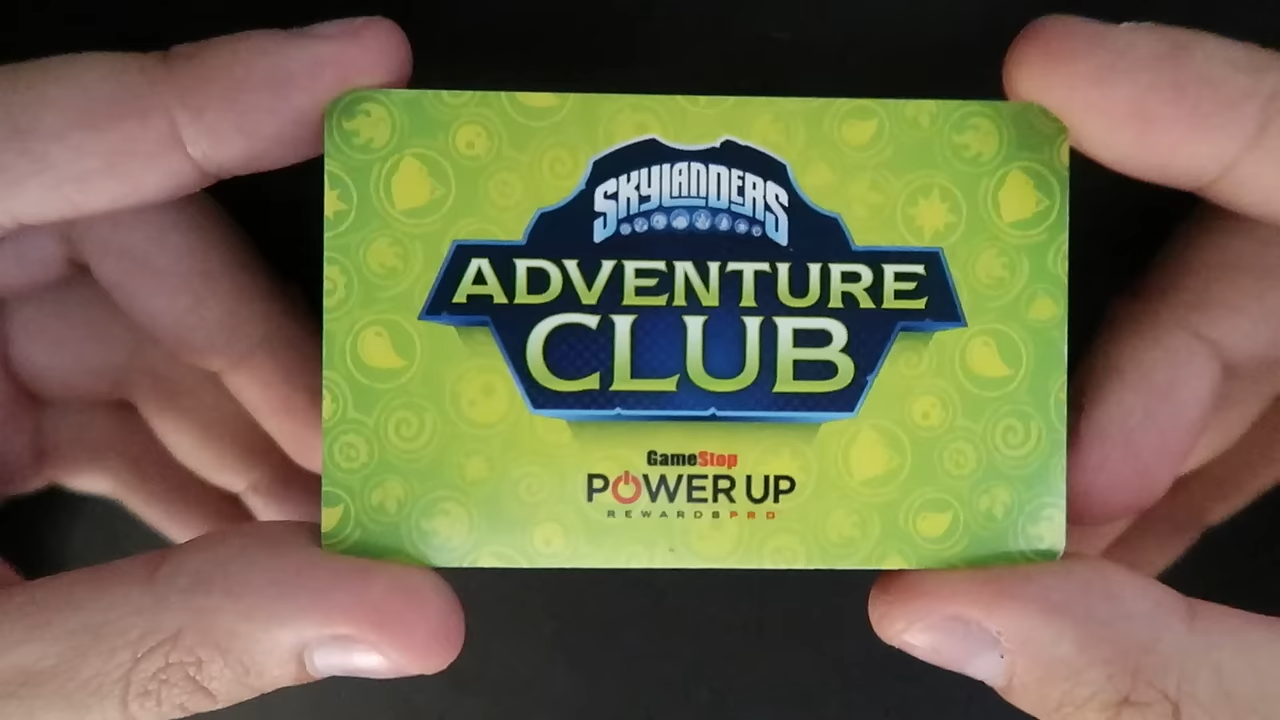 SKYLANDERS
ADVENTURE
CLUB
GameStop
POWER UP
REWARDS PRO